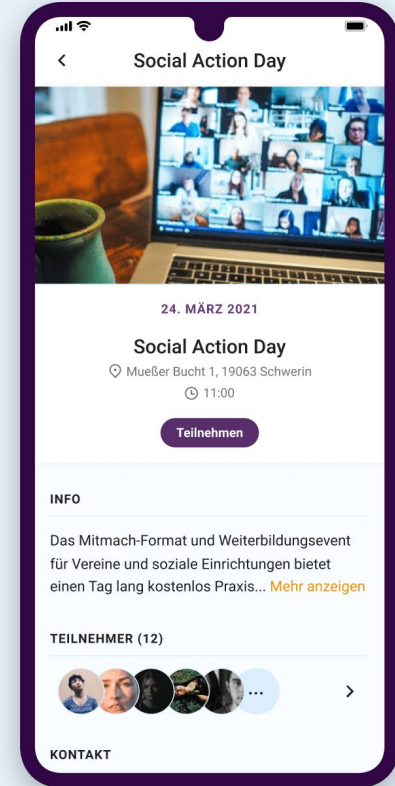 Social Action Day
24. MÄRZ 2021
Social Action Day
Mueßer Bucht 1, 19063 Schwerin
11:00
Teilnehmen
INFO
Das Mitmach-Format und Weiterbildungsevent
für Vereine und soziale Einrichtungen bietet
einen Tag lang kostenlos Praxis... Mehr anzeigen
TEILNEHMER (12)
...
KONTAKT